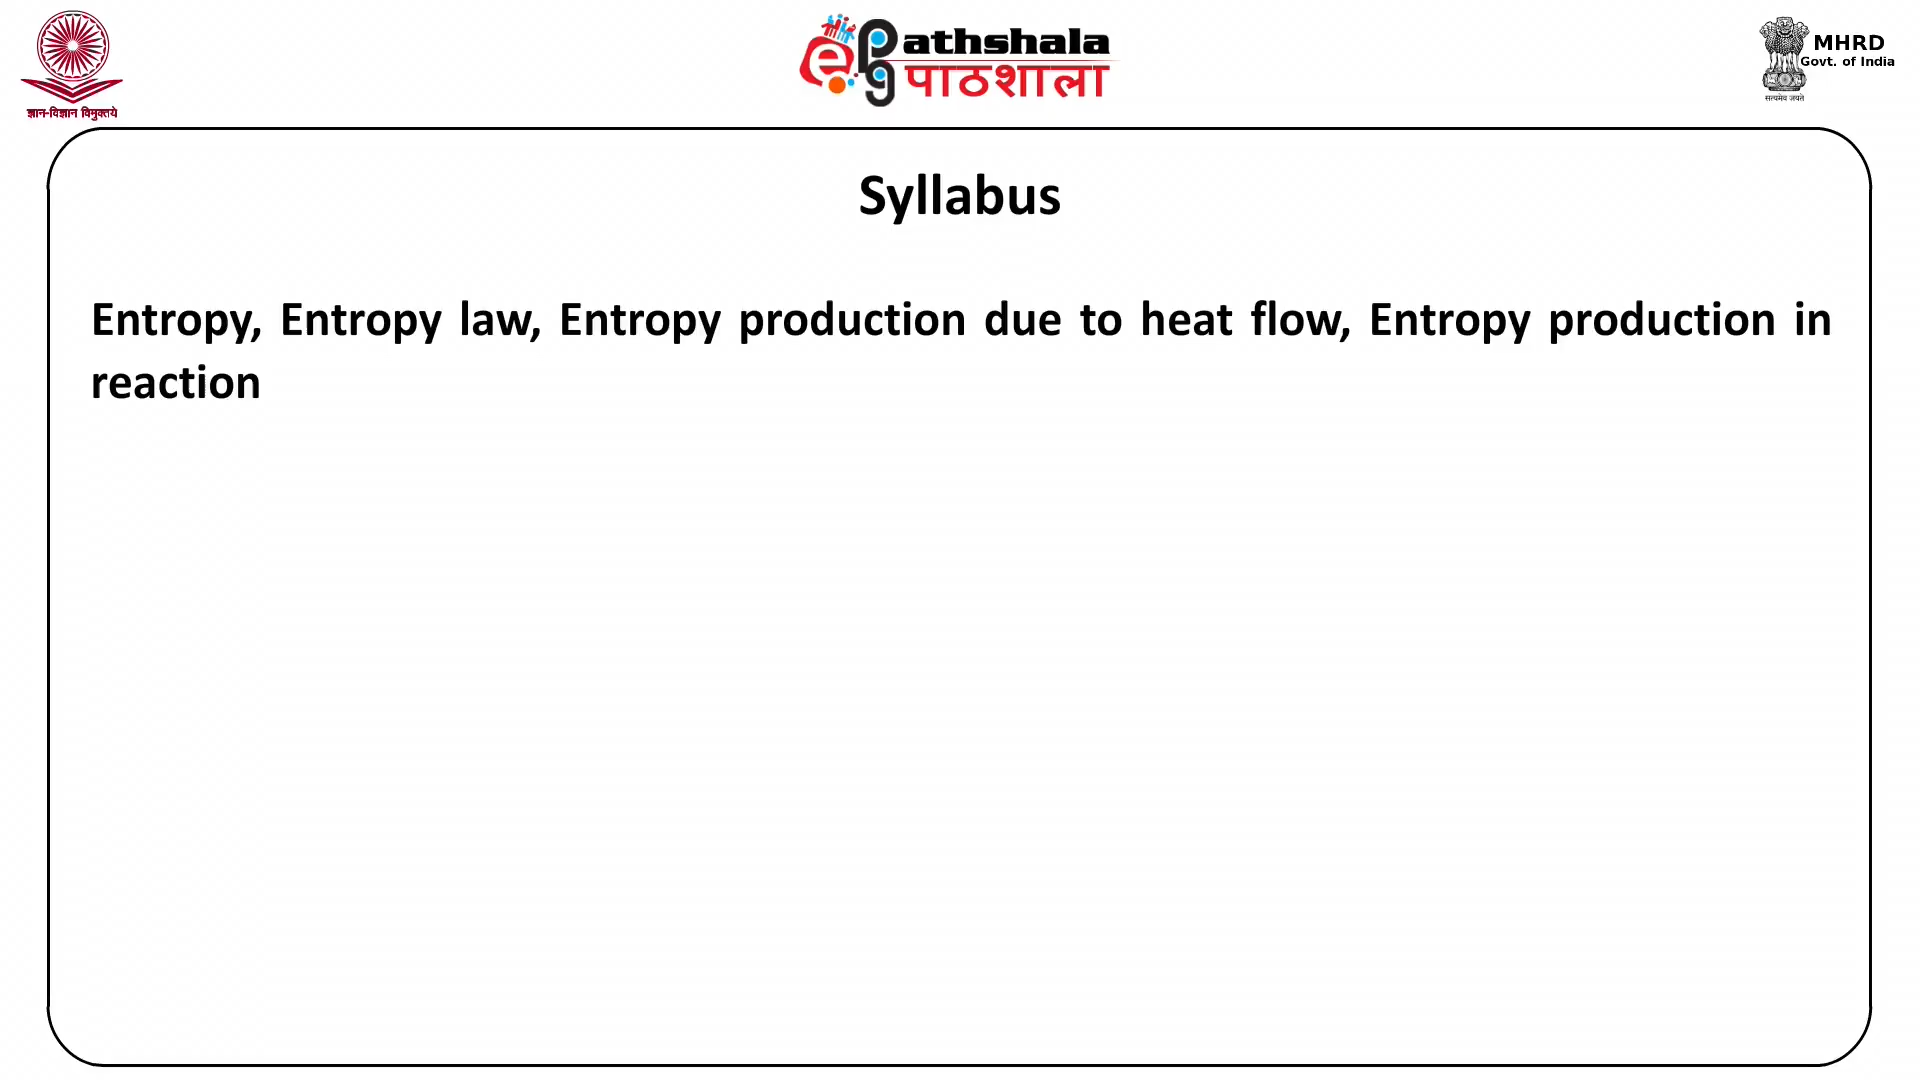 ज्ञान-विज्ञान विमुक्तये
ePG athshala
पाठशाला
MHRD
Govt. of India
सत्यमेव जयते
Syllabus
Entropy, Entropy law, Entropy production due to heat flow, Entropy production in
reaction